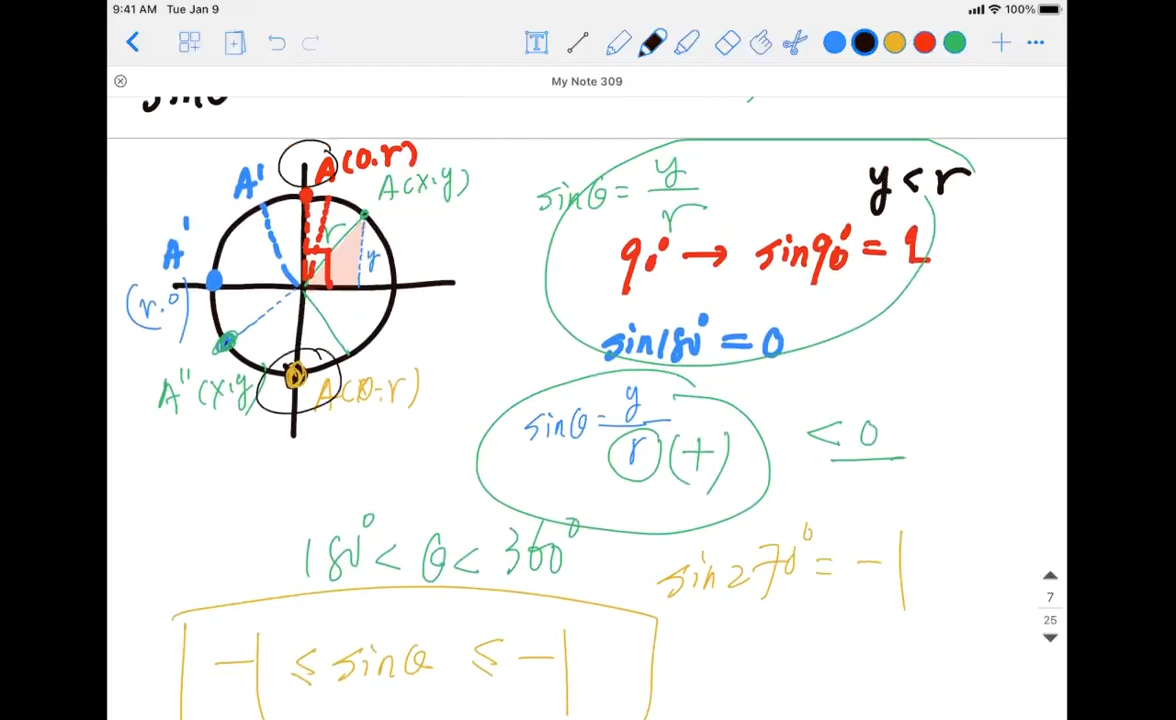 9:41 AM Tue Jan 9
100%
My Note 309
sinθ
A'
A(0,r)
A(x,y)
r
y
A'
(r,0)
A"(x,y)
A(0,-r)
sinθ = y/r
y < r
90° → sin90° = 1
sin180° = 0
sinθ = y/r (+) < 0
180° < θ < 360°
sin270° = -1
-1 ≤ sinθ ≤ -1
7
25